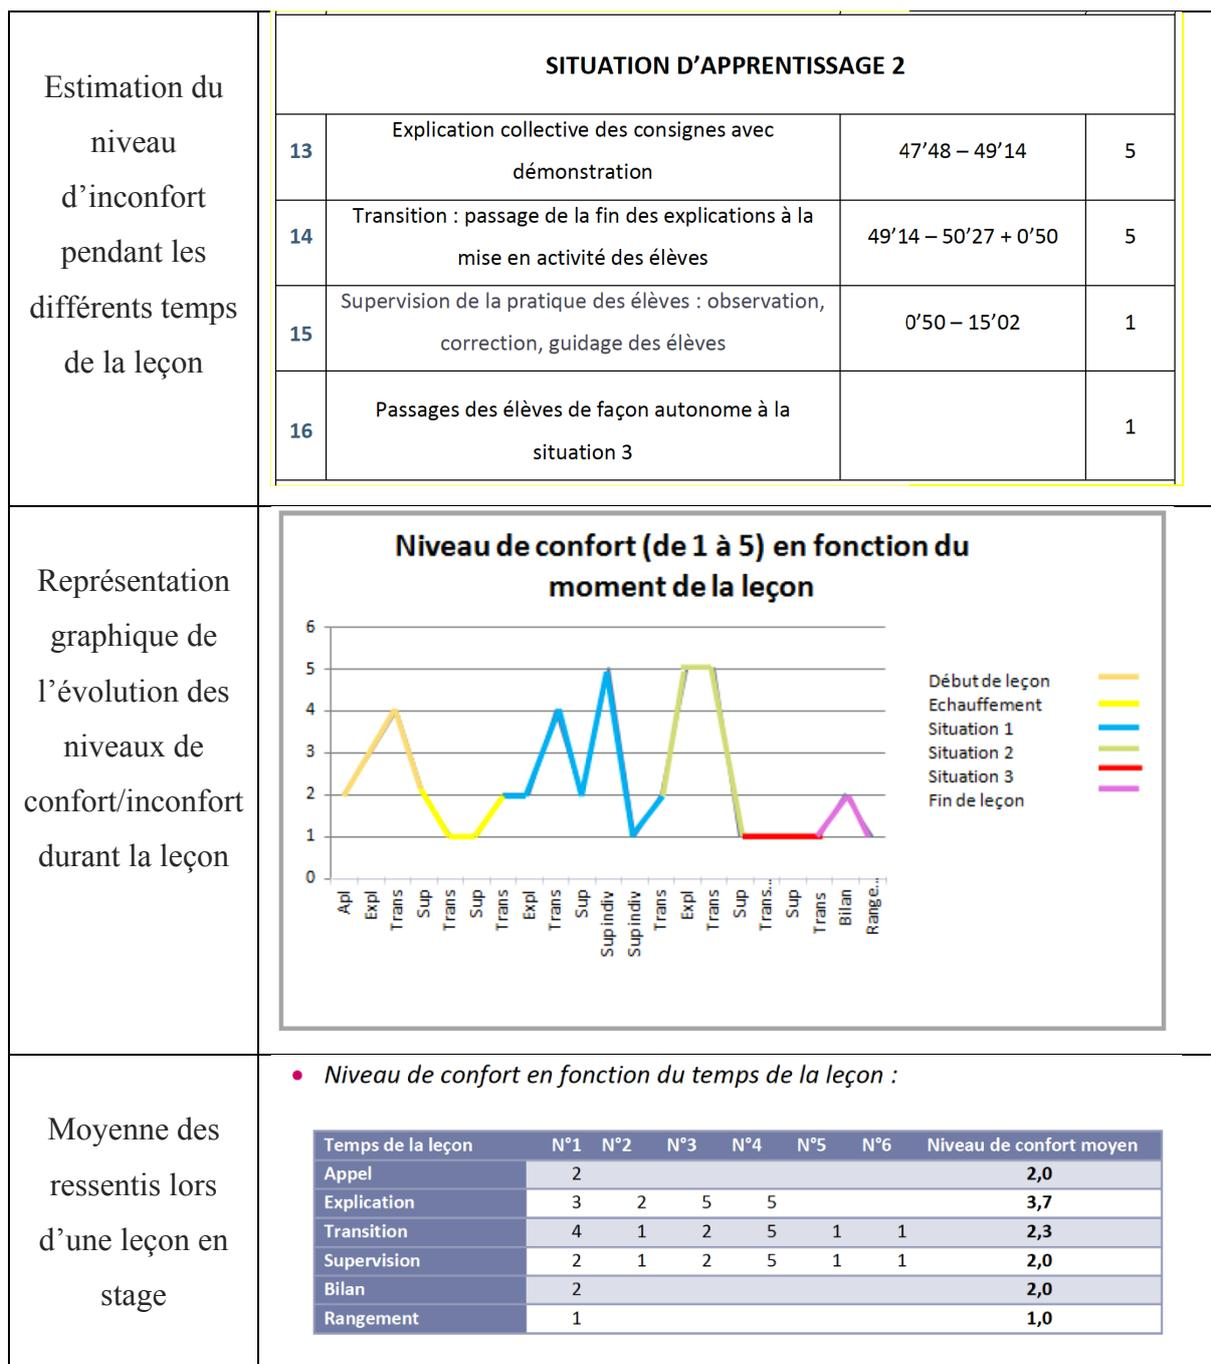 Estimation du
niveau
d’inconfort
pendant les
différents temps
de la leçon
SITUATION D’APPRENTISSAGE 2
13 Explication collective des consignes avec démonstration 47’48 – 49’14 5
14 Transition : passage de la fin des explications à la mise en activité des élèves 49’14 – 50’27 + 0’50 5
15 Supervision de la pratique des élèves : observation, correction, guidage des élèves 0’50 – 15’02 1
16 Passages des élèves de façon autonome à la situation 3 1
Représentation
graphique de
l’évolution des
niveaux de
confort/inconfort
durant la leçon
Niveau de confort (de 1 à 5) en fonction du
moment de la leçon
6
5
4
3
2
1
0
Apl
Expl
Trans
Sup
Trans
Sup
Trans
Expl
Trans
Sup
Sup indiv
Sup indiv
Trans
Expl
Trans
Sup
Trans...
Sup
Trans
Bilan
Range...
Début de leçon
Echauffement
Situation 1
Situation 2
Situation 3
Fin de leçon
Moyenne des
ressentis lors
d’une leçon en
stage
• Niveau de confort en fonction du temps de la leçon :
Temps de la leçon N°1 N°2 N°3 N°4 N°5 N°6 Niveau de confort moyen
Appel 2 2,0
Explication 3 2 5 5 3,7
Transition 4 1 2 5 1 1 2,3
Supervision 2 1 2 5 1 1 2,0
Bilan 2 2,0
Rangement 1 1,0